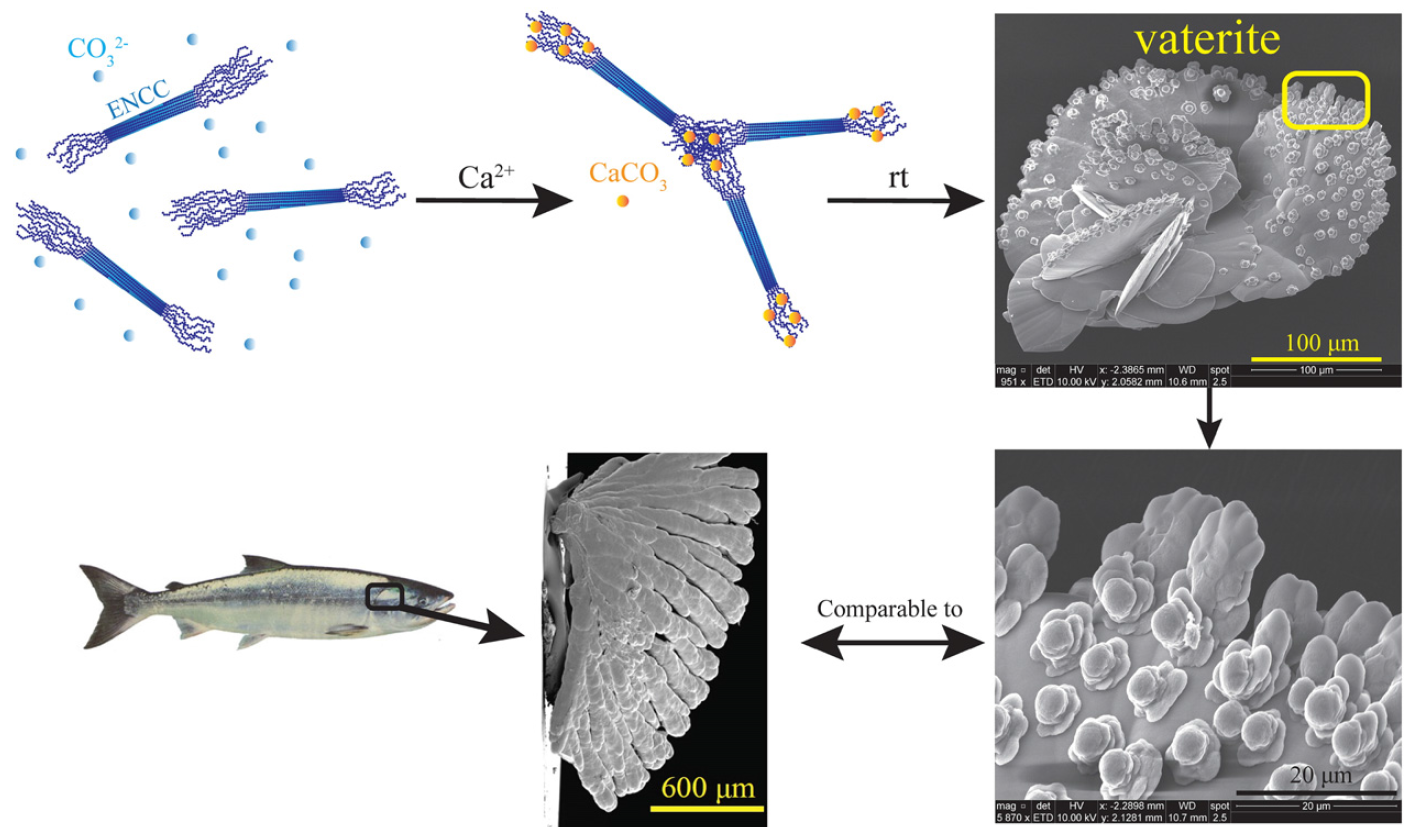 CO₃²⁻
ENCC
Ca²⁺
CaCO₃
rt
vaterite
100 μm
mag □ det HV x: -2.3865 mm WD spot
951 x ETD 10.00 kV y: 2.0582 mm 10.6 mm 2.5
100 μm
600 μm
Comparable to
20 μm
mag □ det HV x: -2.2898 mm WD spot
5 870 x ETD 10.00 kV y: 2.1281 mm 10.7 mm 2.5
20 μm